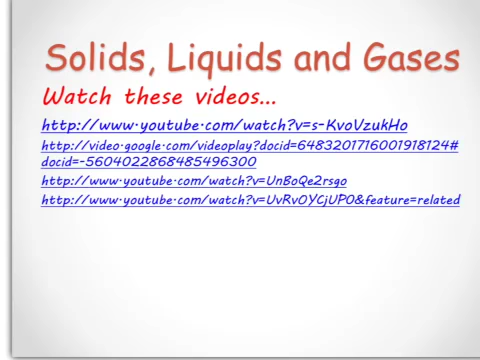 Solids, Liquids and Gases
Watch these videos...
http://www.youtube.com/watch?v=s-KvoVzukHo
http://video.google.com/videoplay?docid=6483201716001918124#
docid=-5604022868485496300
http://www.youtube.com/watch?v=UnBoQe2rsgo
http://www.youtube.com/watch?v=UvRvOYCjUP0&feature=related